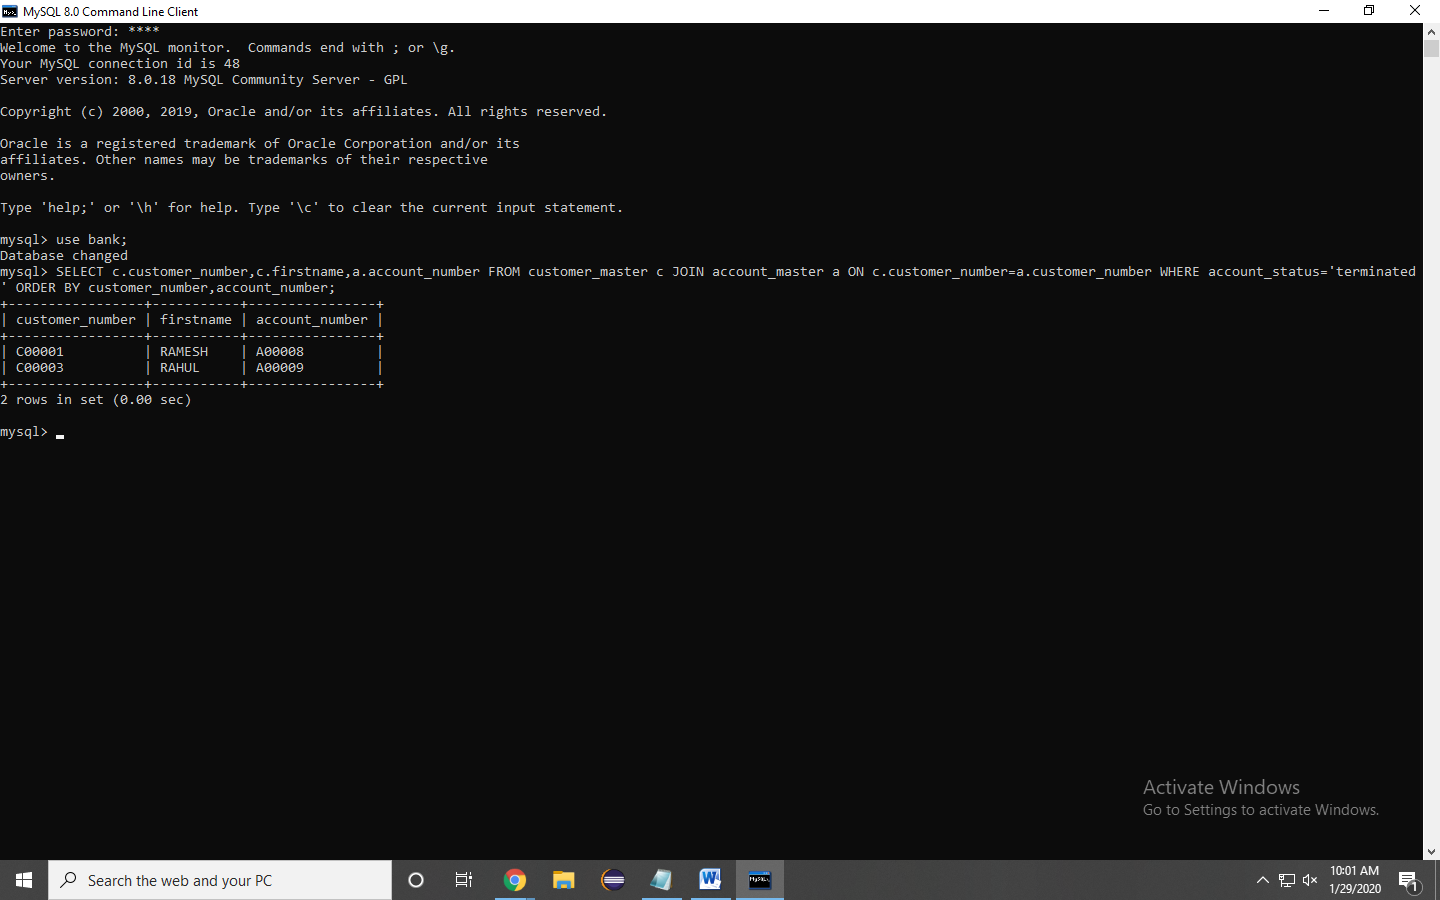 MySQL 8.0 Command Line Client
Enter password: ****
Welcome to the MySQL monitor.  Commands end with ; or \g.
Your MySQL connection id is 48
Server version: 8.0.18 MySQL Community Server - GPL
Copyright (c) 2000, 2019, Oracle and/or its affiliates. All rights reserved.
Oracle is a registered trademark of Oracle Corporation and/or its
affiliates. Other names may be trademarks of their respective
owners.
Type 'help;' or '\h' for help. Type '\c' to clear the current input statement.
mysql> use bank;
Database changed
mysql> SELECT c.customer_number,c.firstname,a.account_number FROM customer_master c JOIN account_master a ON c.customer_number=a.customer_number WHERE account_status='terminated
' ORDER BY customer_number,account_number;
+-----------------+-----------+----------------+
| customer_number | firstname | account_number |
+-----------------+-----------+----------------+
| C00001          | RAMESH    | A00008         |
| C00003          | RAHUL     | A00009         |
+-----------------+-----------+----------------+
2 rows in set (0.00 sec)
mysql>
Activate Windows
Go to Settings to activate Windows.
Search the web and your PC
10:01 AM
1/29/2020
1